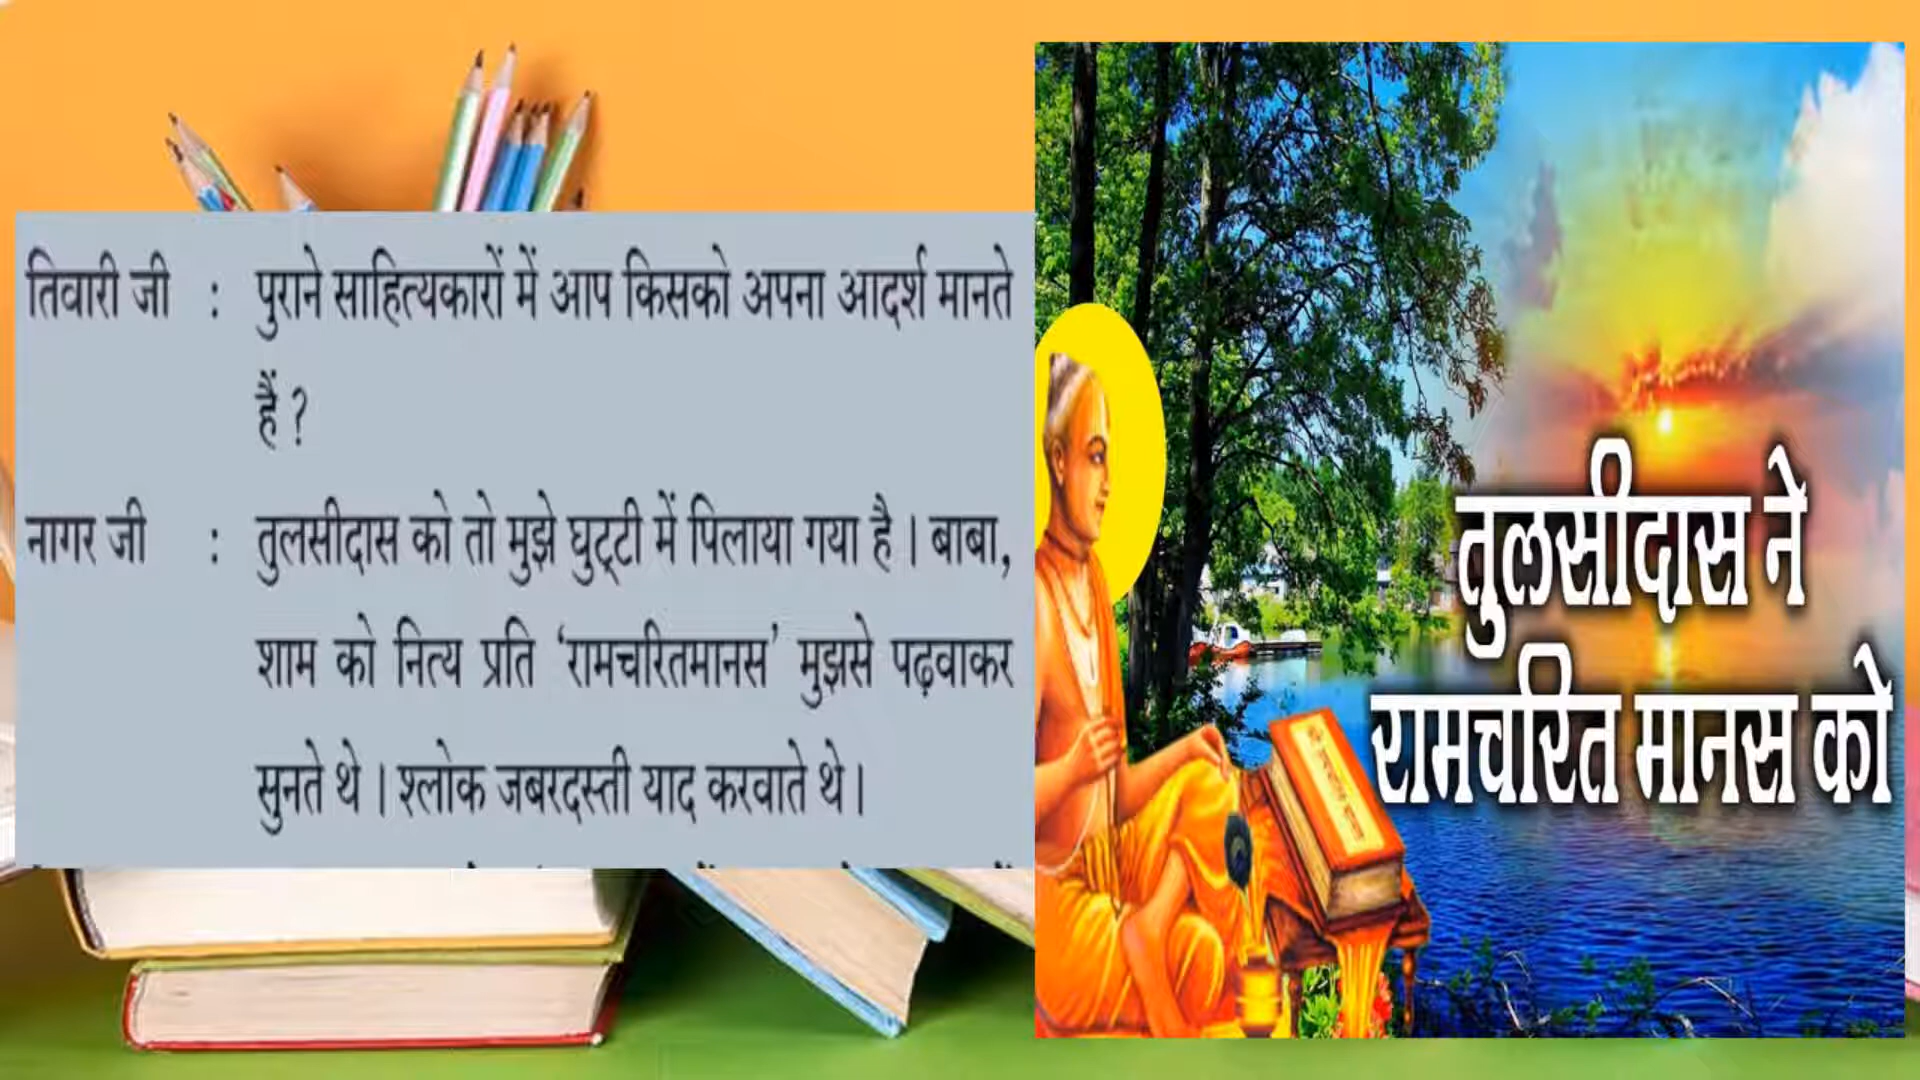 तिवारी जी : पुराने साहित्यकारों में आप किसको अपना आदर्श मानते
हैं ?
नागर जी : तुलसीदास को तो मुझे घुट्टी में पिलाया गया है । बाबा,
शाम को नित्य प्रति ‘रामचरितमानस’ मुझसे पढ़वाकर
सुनते थे । श्लोक जबरदस्ती याद करवाते थे ।
तुलसीदास ने
रामचरित मानस को